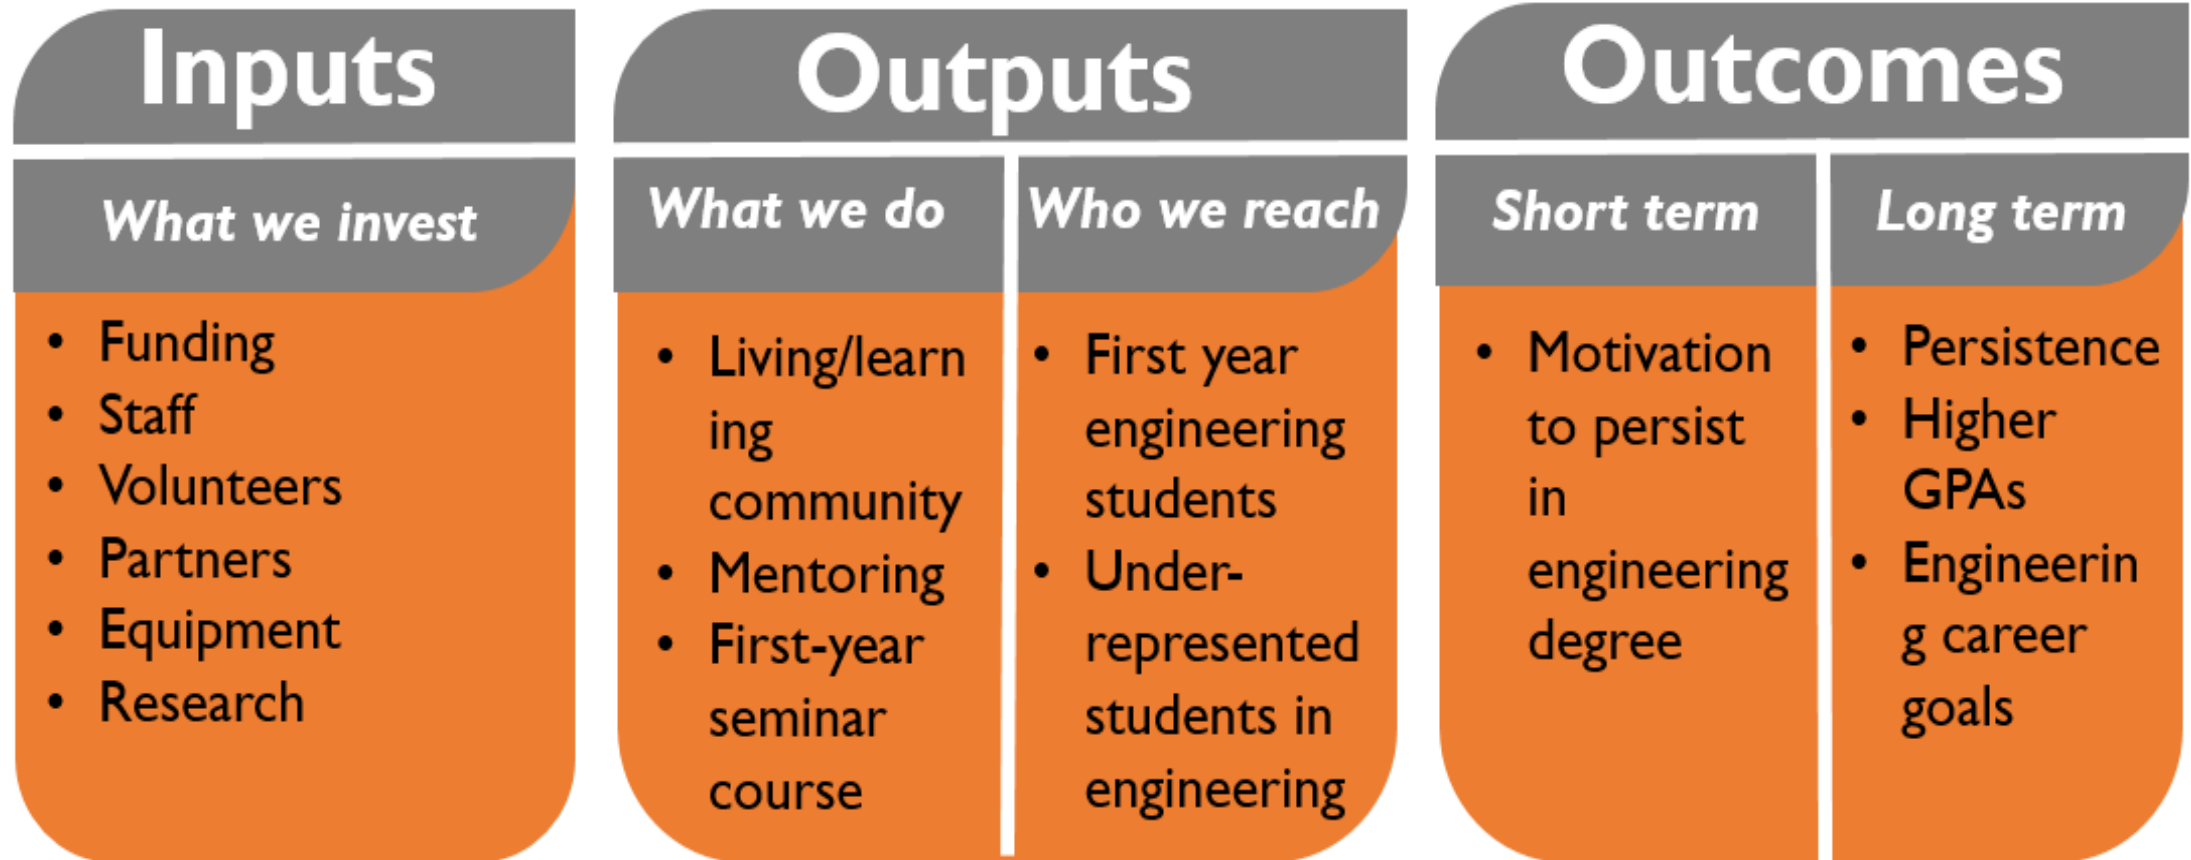 Inputs
What we invest
• Funding
• Staff
• Volunteers
• Partners
• Equipment
• Research
Outputs
What we do
• Living/learn
ing
community
• Mentoring
• First-year
seminar
course
Who we reach
• First year
engineering
students
• Under-
represented
students in
engineering
Outcomes
Short term
• Motivation
to persist
in
engineering
degree
Long term
• Persistence
• Higher
GPAs
• Engineerin
g career
goals